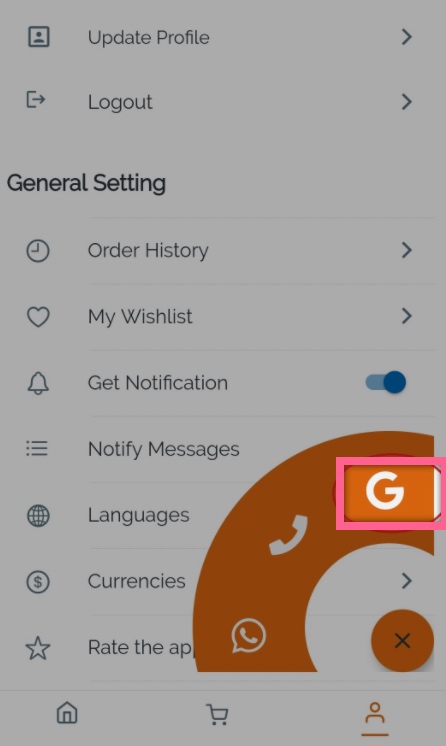 Update Profile
Logout
General Setting
Order History
My Wishlist
Get Notification
Notify Messages
G
Languages
Currencies
Rate the ap